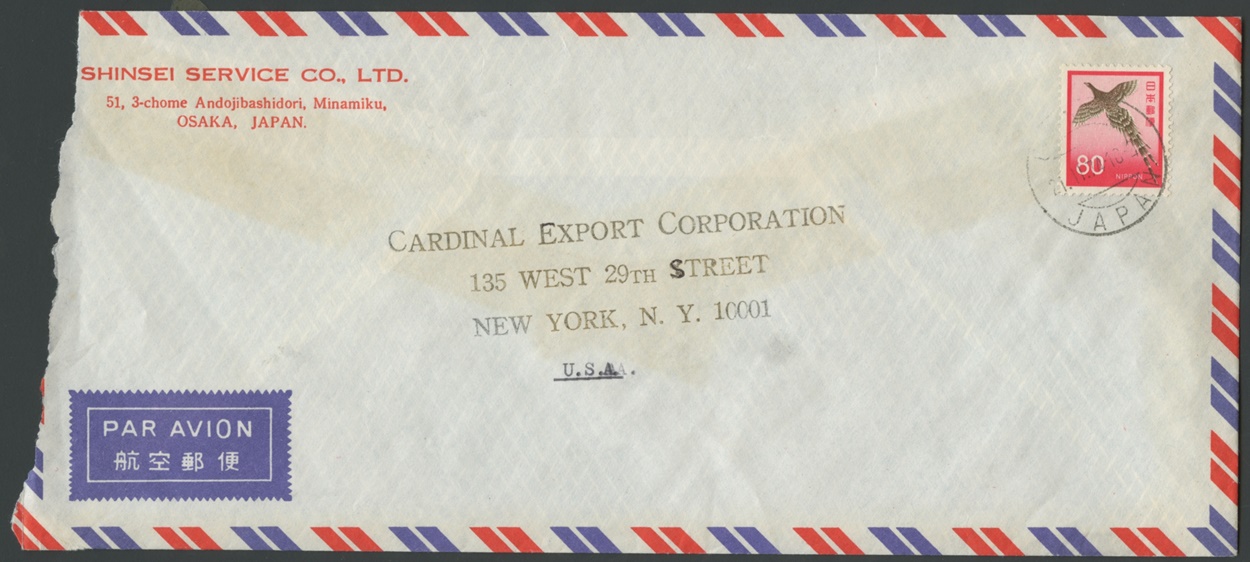 SHINSEI SERVICE CO., LTD.
51, 3-chome Andojibashidori, Minamiku,
OSAKA, JAPAN.
日本郵便
80
NIPPON
JAPAN
CARDINAL EXPORT CORPORATION
135 WEST 29TH STREET
NEW YORK, N. Y. 10001
U.S.A.
PAR AVION
航空郵便